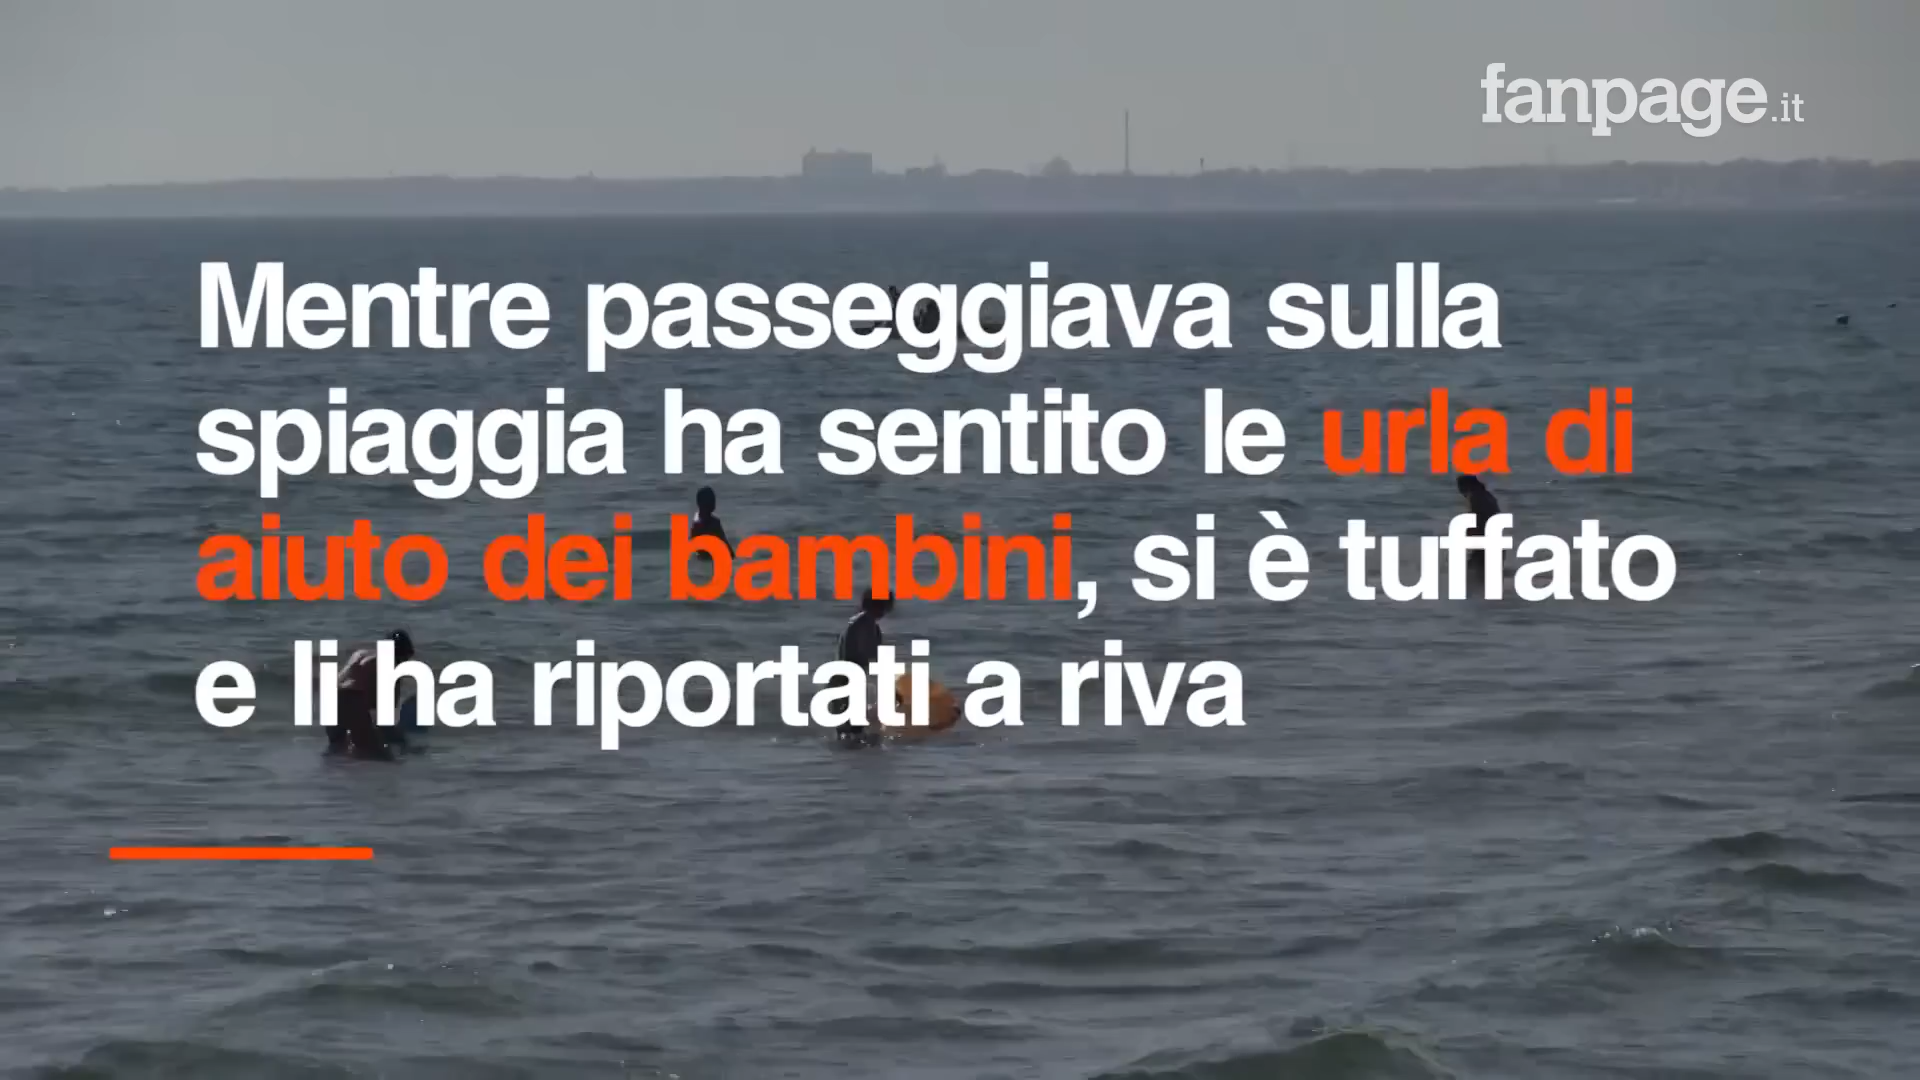 fanpage.it
Mentre passeggiava sulla
spiaggia ha sentito le urla di
aiuto dei bambini, si è tuffato
e li ha riportati a riva